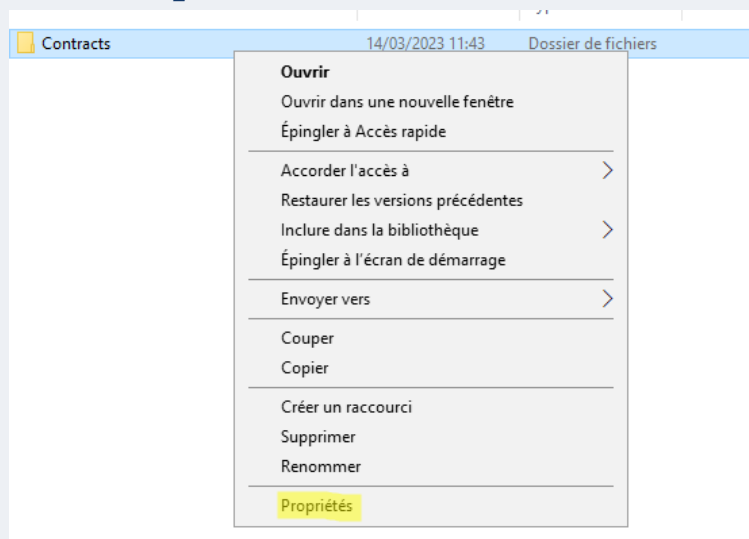 Contracts 14/03/2023 11:43 Dossier de fichiers
Ouvrir
Ouvrir dans une nouvelle fenêtre
Épingler à Accès rapide
Accorder l'accès à
Restaurer les versions précédentes
Inclure dans la bibliothèque
Épingler à l'écran de démarrage
Envoyer vers
Couper
Copier
Créer un raccourci
Supprimer
Renommer
Propriétés